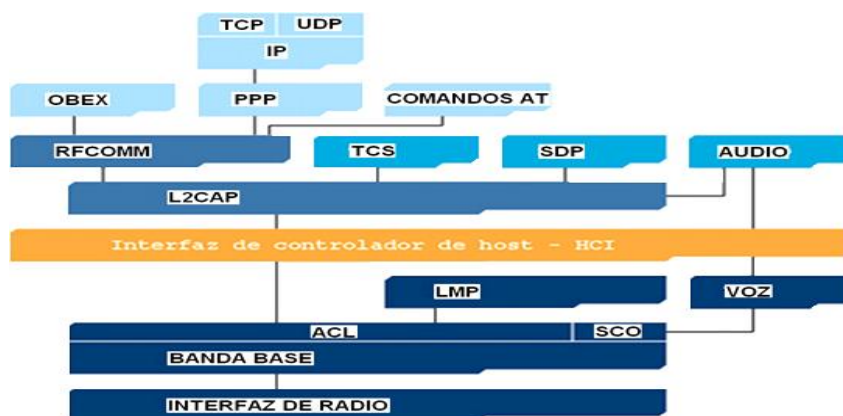 TCP UDP
IP
OBEX PPP COMANDOS AT
RFCOMM TCS SDP AUDIO
L2CAP
Interfaz de controlador de host - HCI
LMP VOZ
ACL SCO
BANDA BASE
INTERFAZ DE RADIO